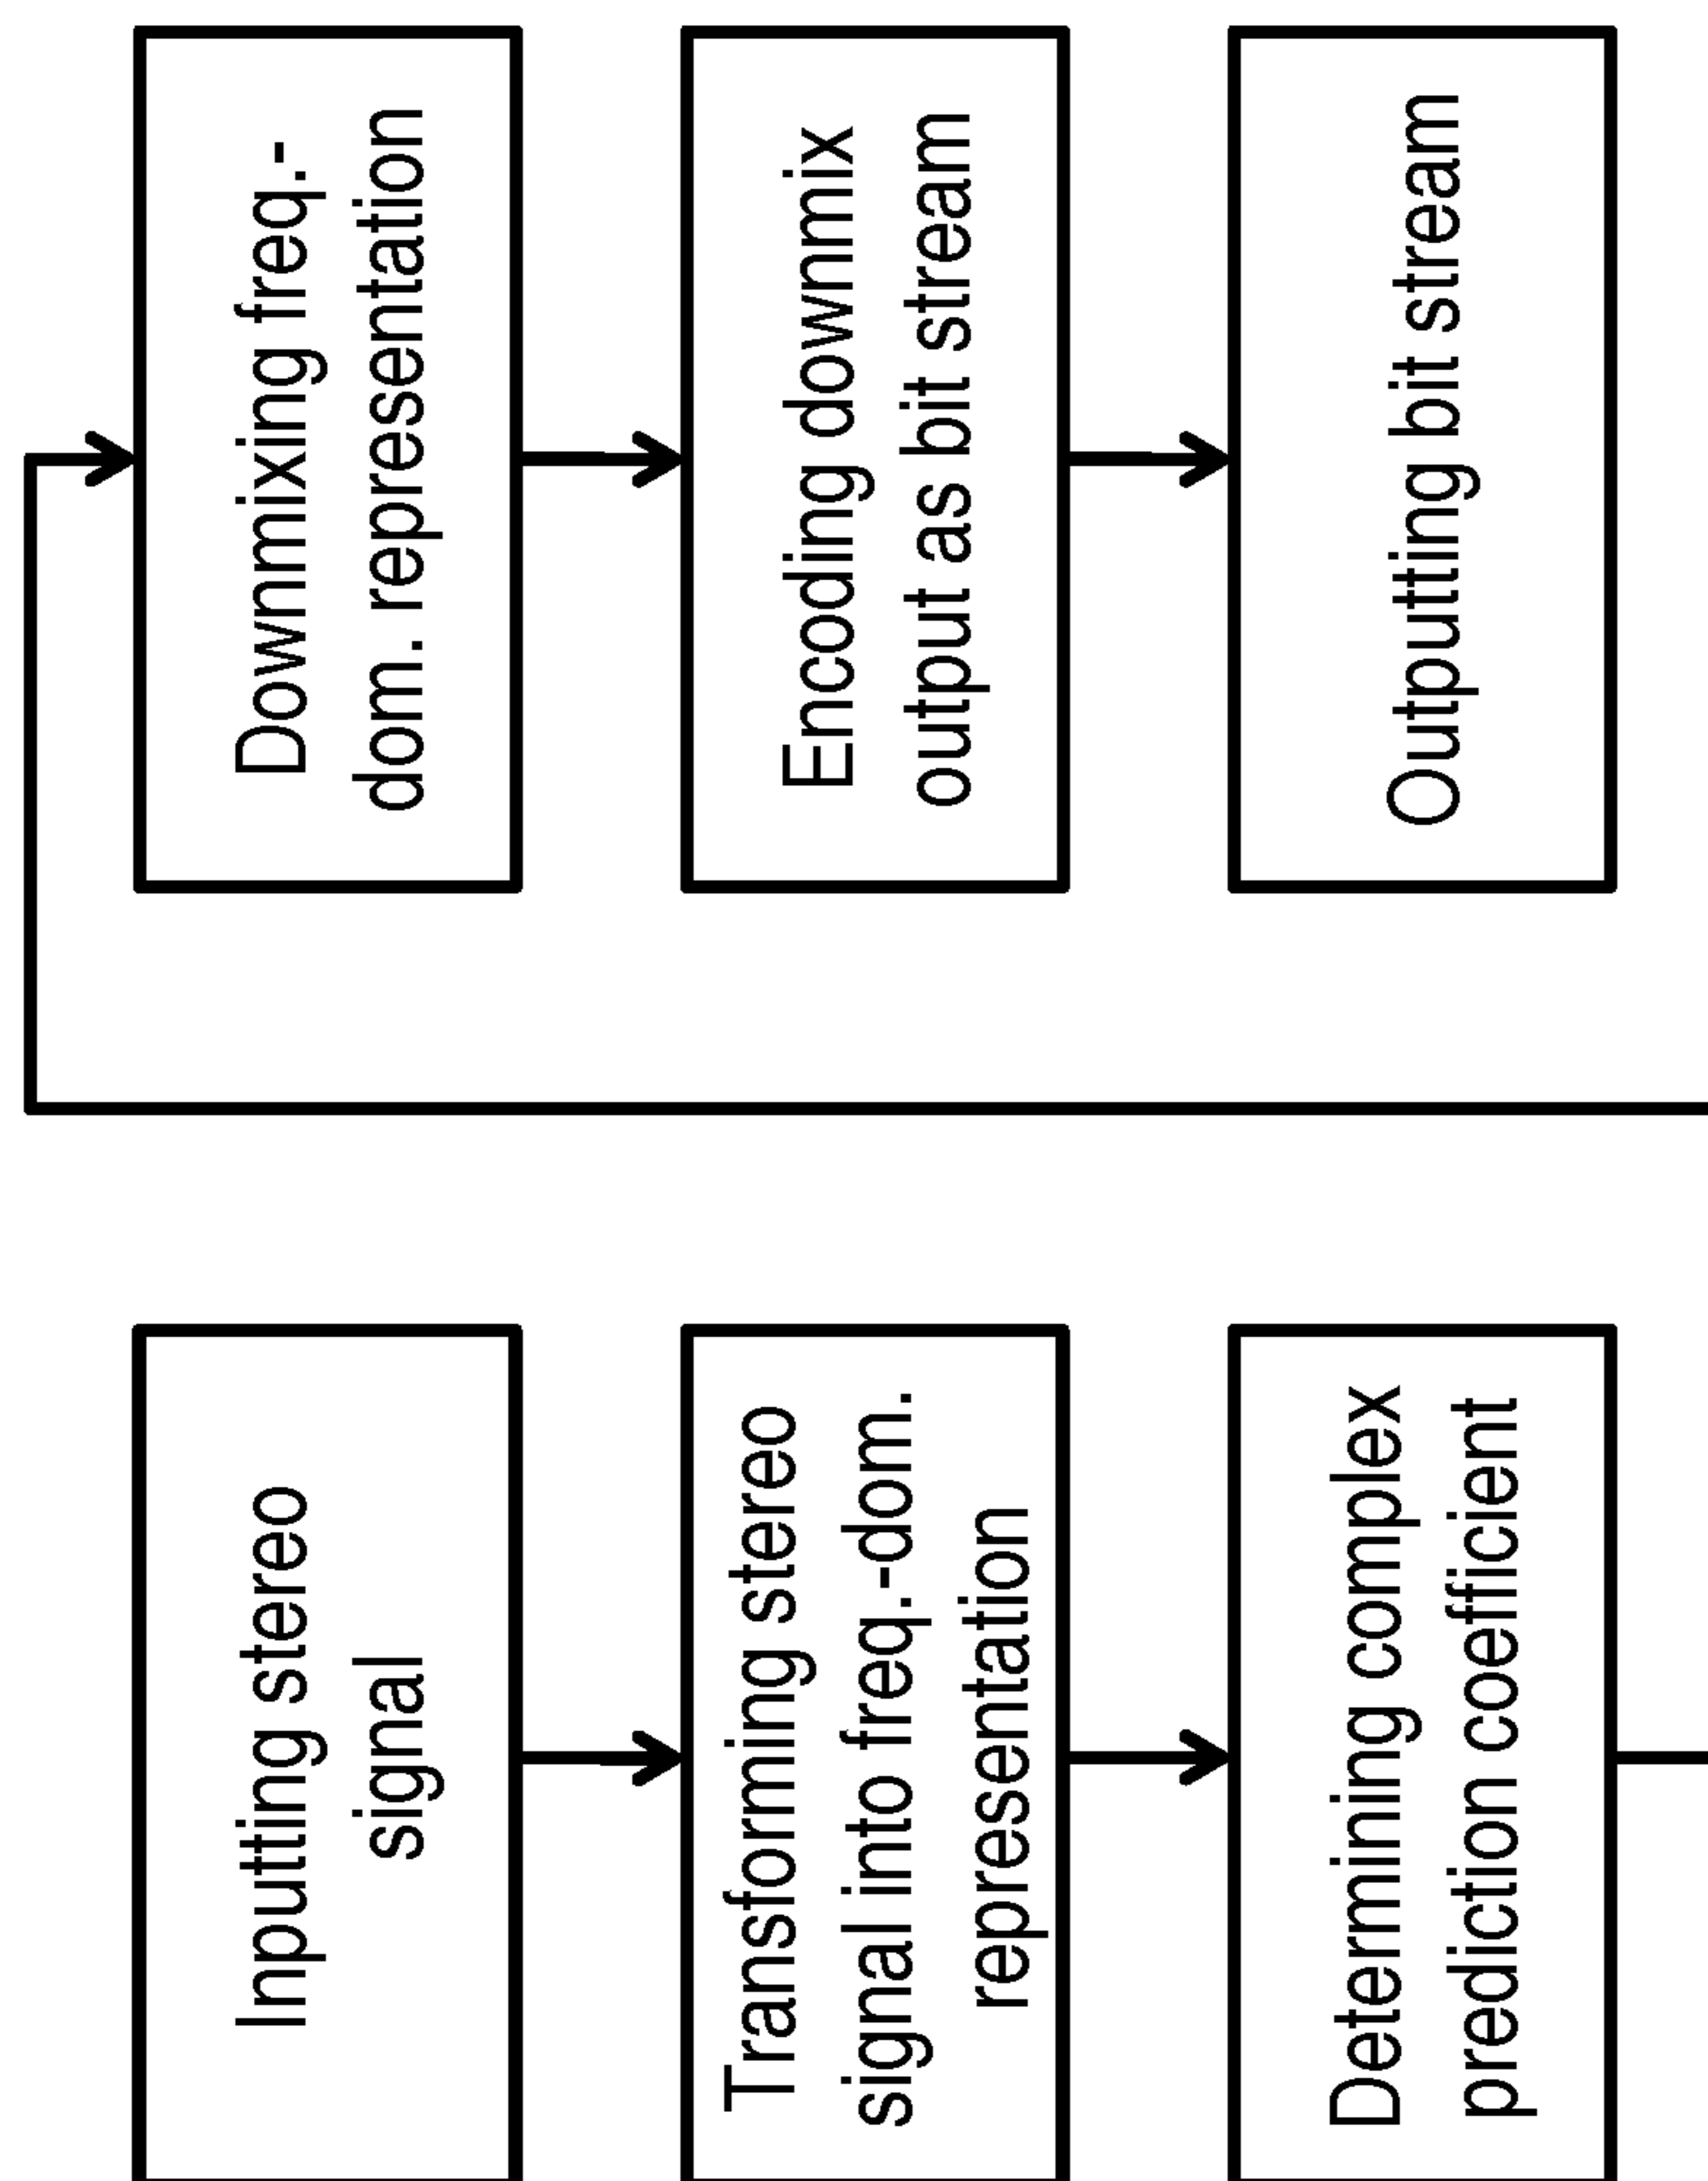 Inputting stereo
signal
Transforming stereo
signal into freq.-dom.
representation
Determining complex
prediction coefficient
Downmixing freq.-
dom. representation
Encoding downmix
output as bit stream
Outputting bit stream